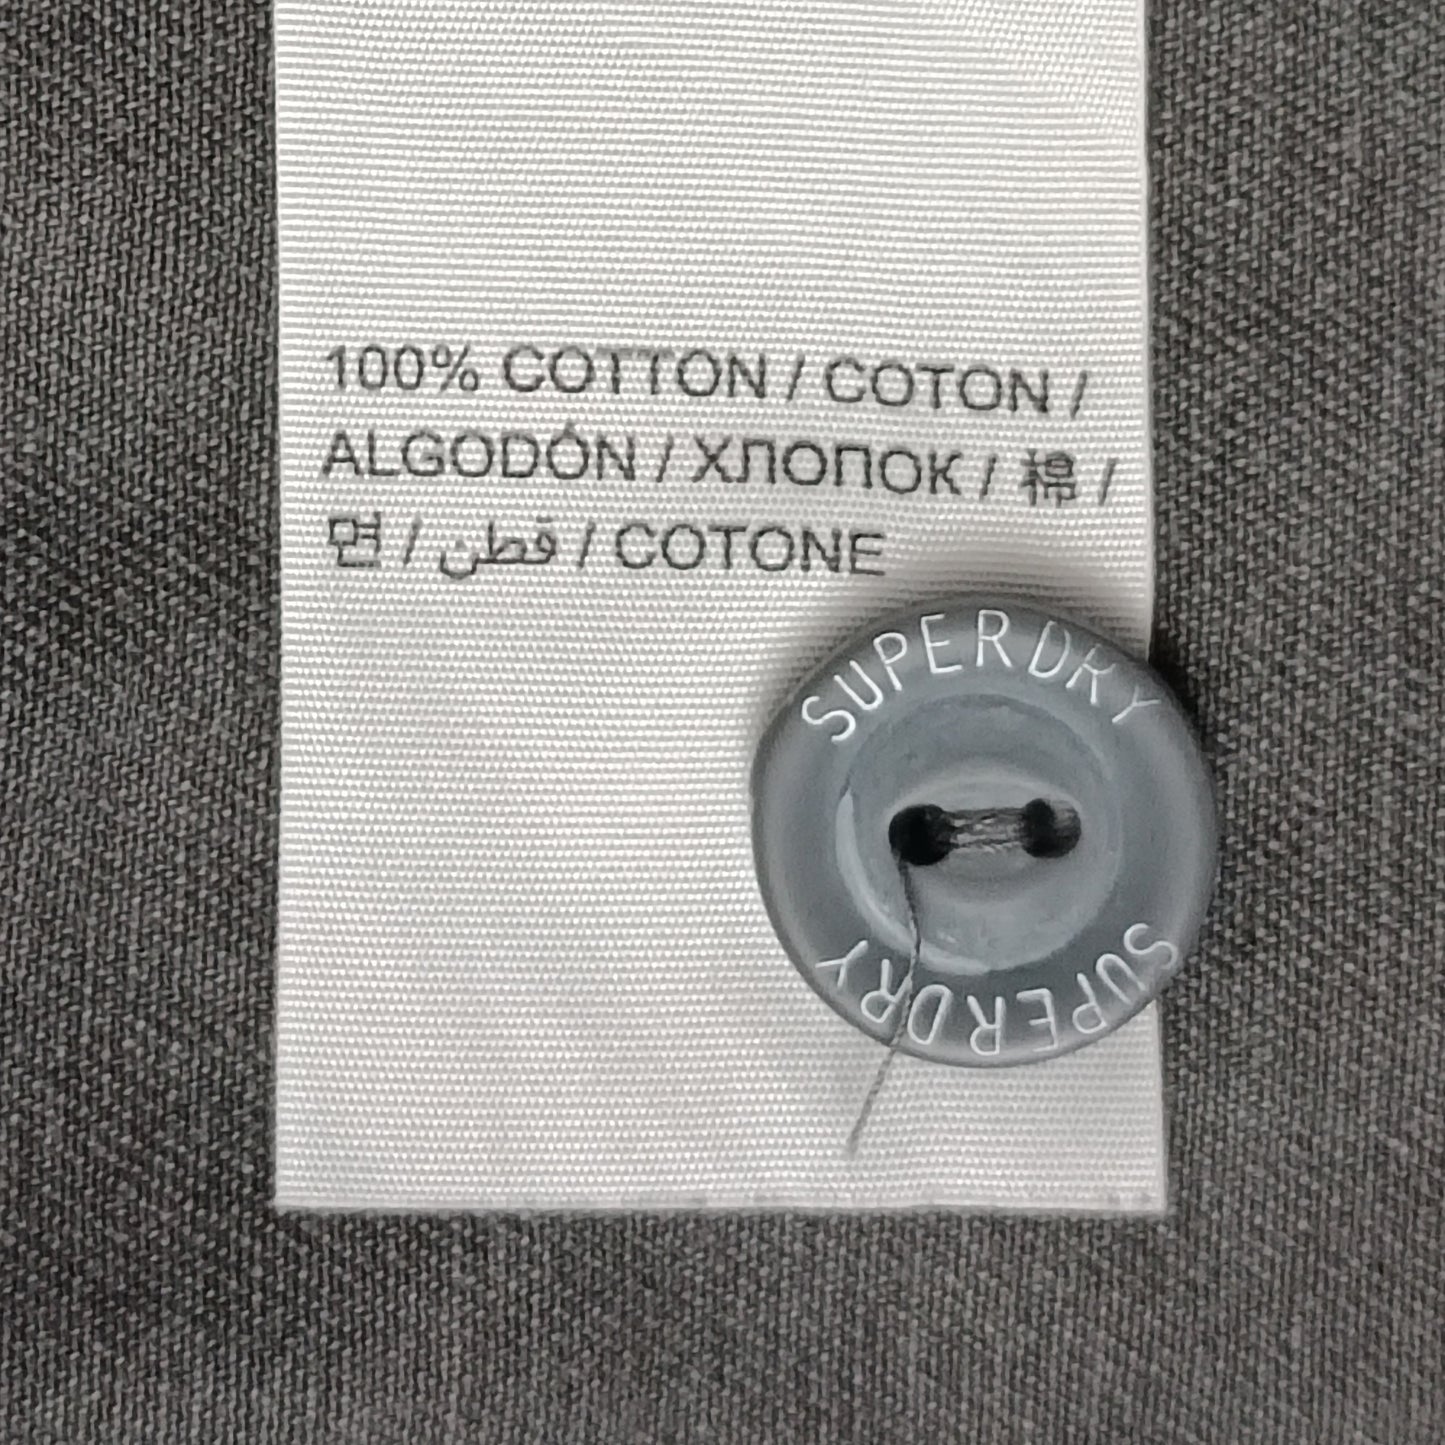 100% COTTON / COTON /
ALGODÓN / ХЛОПОК / 棉 /
면 / قطن / COTONE
SUPERDRY
SUPERDRY